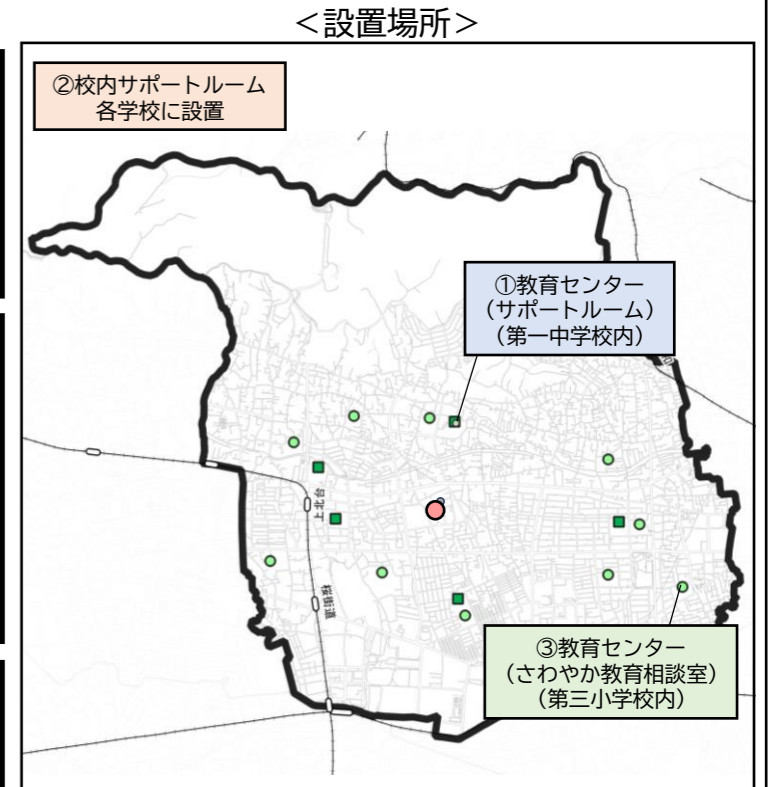 ＜設置場所＞
②校内サポートルーム
各学校に設置
①教育センター
（サポートルーム）
（第一中学校内）
上北台
桜街道
③教育センター
（さわやか教育相談室）
（第三小学校内）